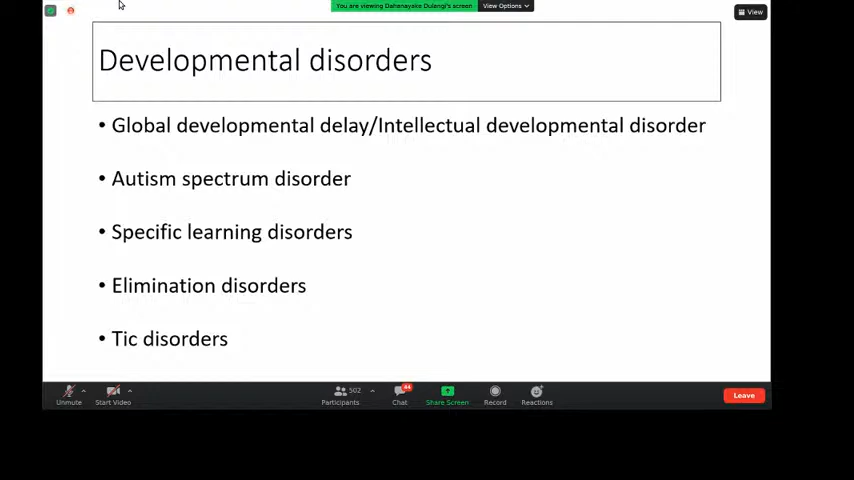 You are viewing Dahanayake Dulangi's screen View Options
View
Developmental disorders
• Global developmental delay/Intellectual developmental disorder
• Autism spectrum disorder
• Specific learning disorders
• Elimination disorders
• Tic disorders
502 44
Unmute Start Video Participants Chat Share Screen Record Reactions Leave